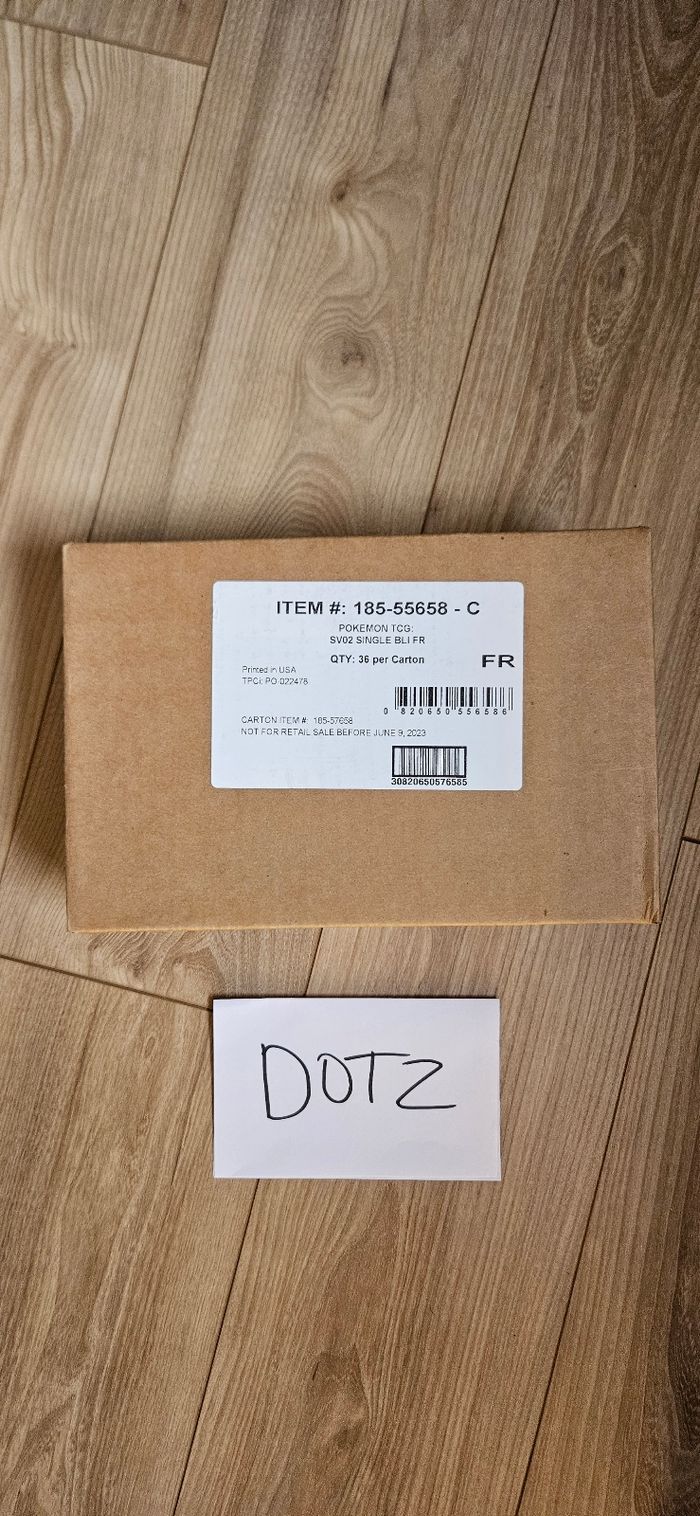 ITEM #: 185-55658 - C
POKEMON TCG:
SV02 SINGLE BLI FR
QTY: 36 per Carton
FR
Printed in USA
TPCi: PO-022478
0 820650 556586
CARTON ITEM #: 185-57658
NOT FOR RETAIL SALE BEFORE JUNE 9, 2023
30820650576585
DOTZ